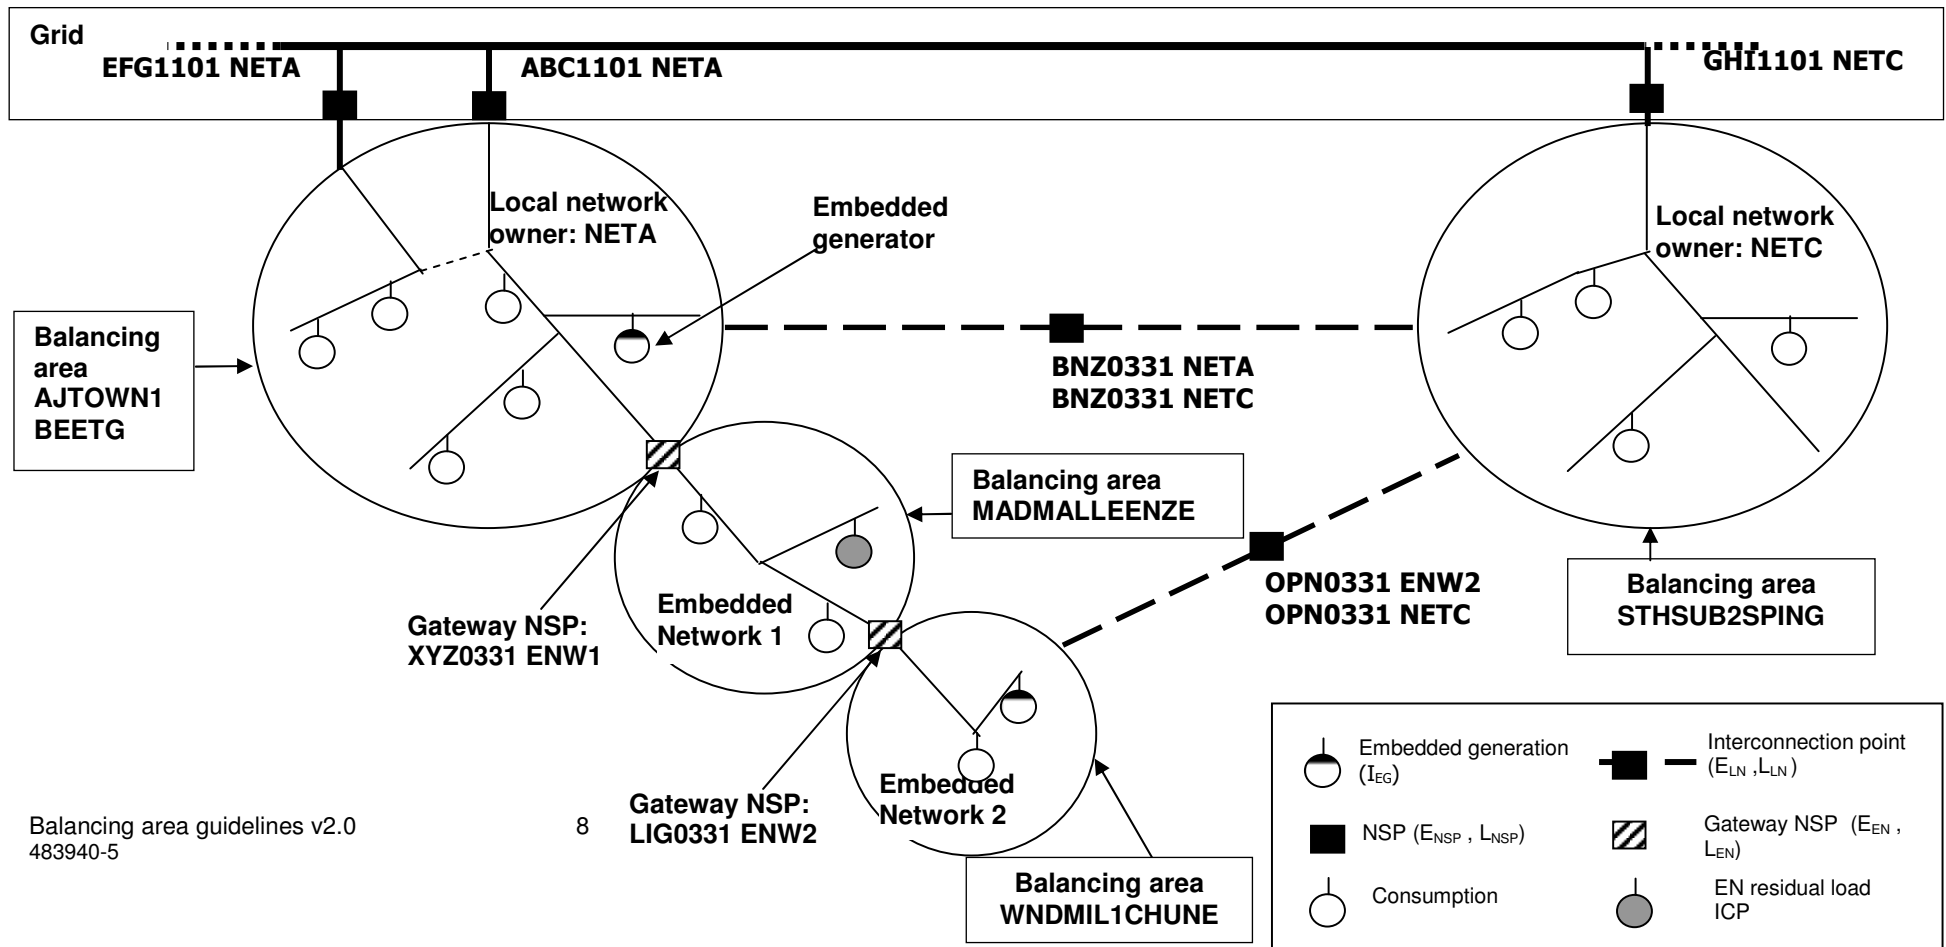 Grid
EFG1101 NETA
ABC1101 NETA
GHI1101 NETC
Local network
owner: NETA
Embedded
generator
Local network
owner: NETC
Balancing
area
AJTOWN1
BEETG
BNZ0331 NETA
BNZ0331 NETC
Balancing area
MADMALLEENZE
OPN0331 ENW2
OPN0331 NETC
Balancing area
STHSUB2SPING
Embedded
Network 1
Gateway NSP:
XYZ0331 ENW1
Embedded
Network 2
Gateway NSP:
LIG0331 ENW2
Balancing area
WNDMIL1CHUNE
Embedded generation
(IEG)
Interconnection point
(ELN ,LLN )
NSP (ENSP , LNSP)
Gateway NSP (EEN ,
LEN)
Consumption
EN residual load
ICP
Balancing area guidelines v2.0
8
483940-5